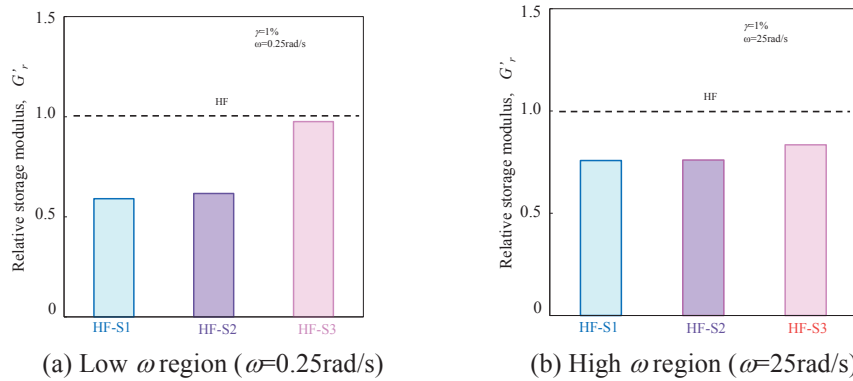 Relative storage modulus, G'r
1.5
1.0
0.5
0
γ=1%
ω=0.25rad/s
HF
HF-S1
HF-S2
HF-S3
(a) Low ω region (ω=0.25rad/s)
Relative storage modulus, G'r
1.5
1.0
0.5
0
γ=1%
ω=25rad/s
HF
HF-S1
HF-S2
HF-S3
(b) High ω region (ω=25rad/s)